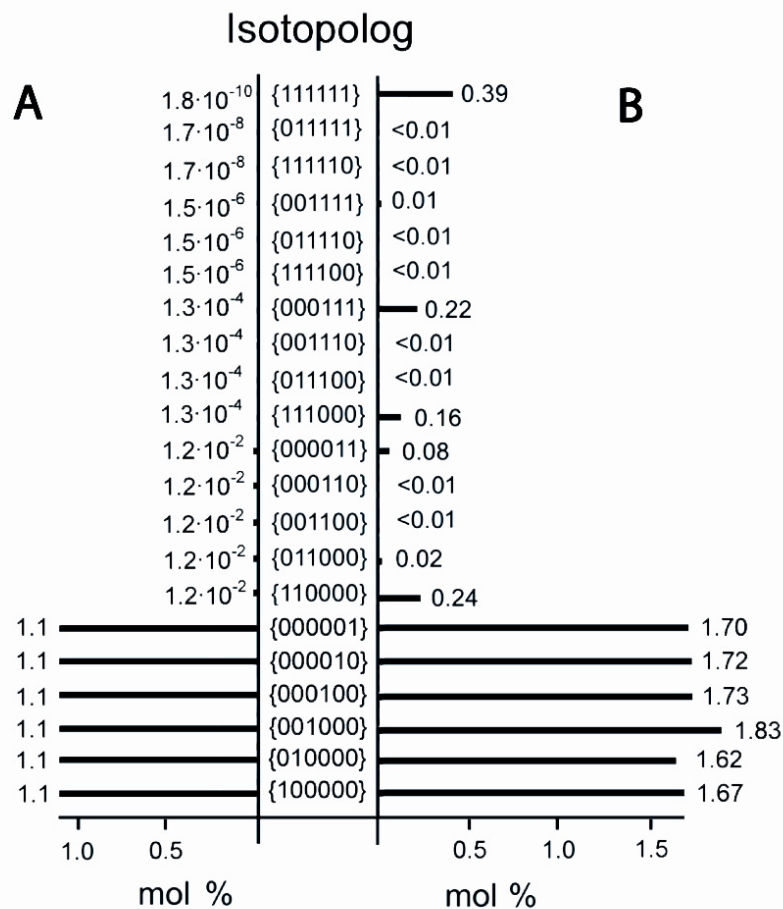 Isotopolog
A B
1.8·10⁻¹⁰ {111111} 0.39
1.7·10⁻⁸ {011111} <0.01
1.7·10⁻⁸ {111110} <0.01
1.5·10⁻⁶ {001111} 0.01
1.5·10⁻⁶ {011110} <0.01
1.5·10⁻⁶ {111100} <0.01
1.3·10⁻⁴ {000111} 0.22
1.3·10⁻⁴ {001110} <0.01
1.3·10⁻⁴ {011100} <0.01
1.3·10⁻⁴ {111000} 0.16
1.2·10⁻² {000011} 0.08
1.2·10⁻² {000110} <0.01
1.2·10⁻² {001100} <0.01
1.2·10⁻² {011000} 0.02
1.2·10⁻² {110000} 0.24
1.1 {000001} 1.70
1.1 {000010} 1.72
1.1 {000100} 1.73
1.1 {001000} 1.83
1.1 {010000} 1.62
1.1 {100000} 1.67
1.0 0.5 0.5 1.0 1.5
mol % mol %